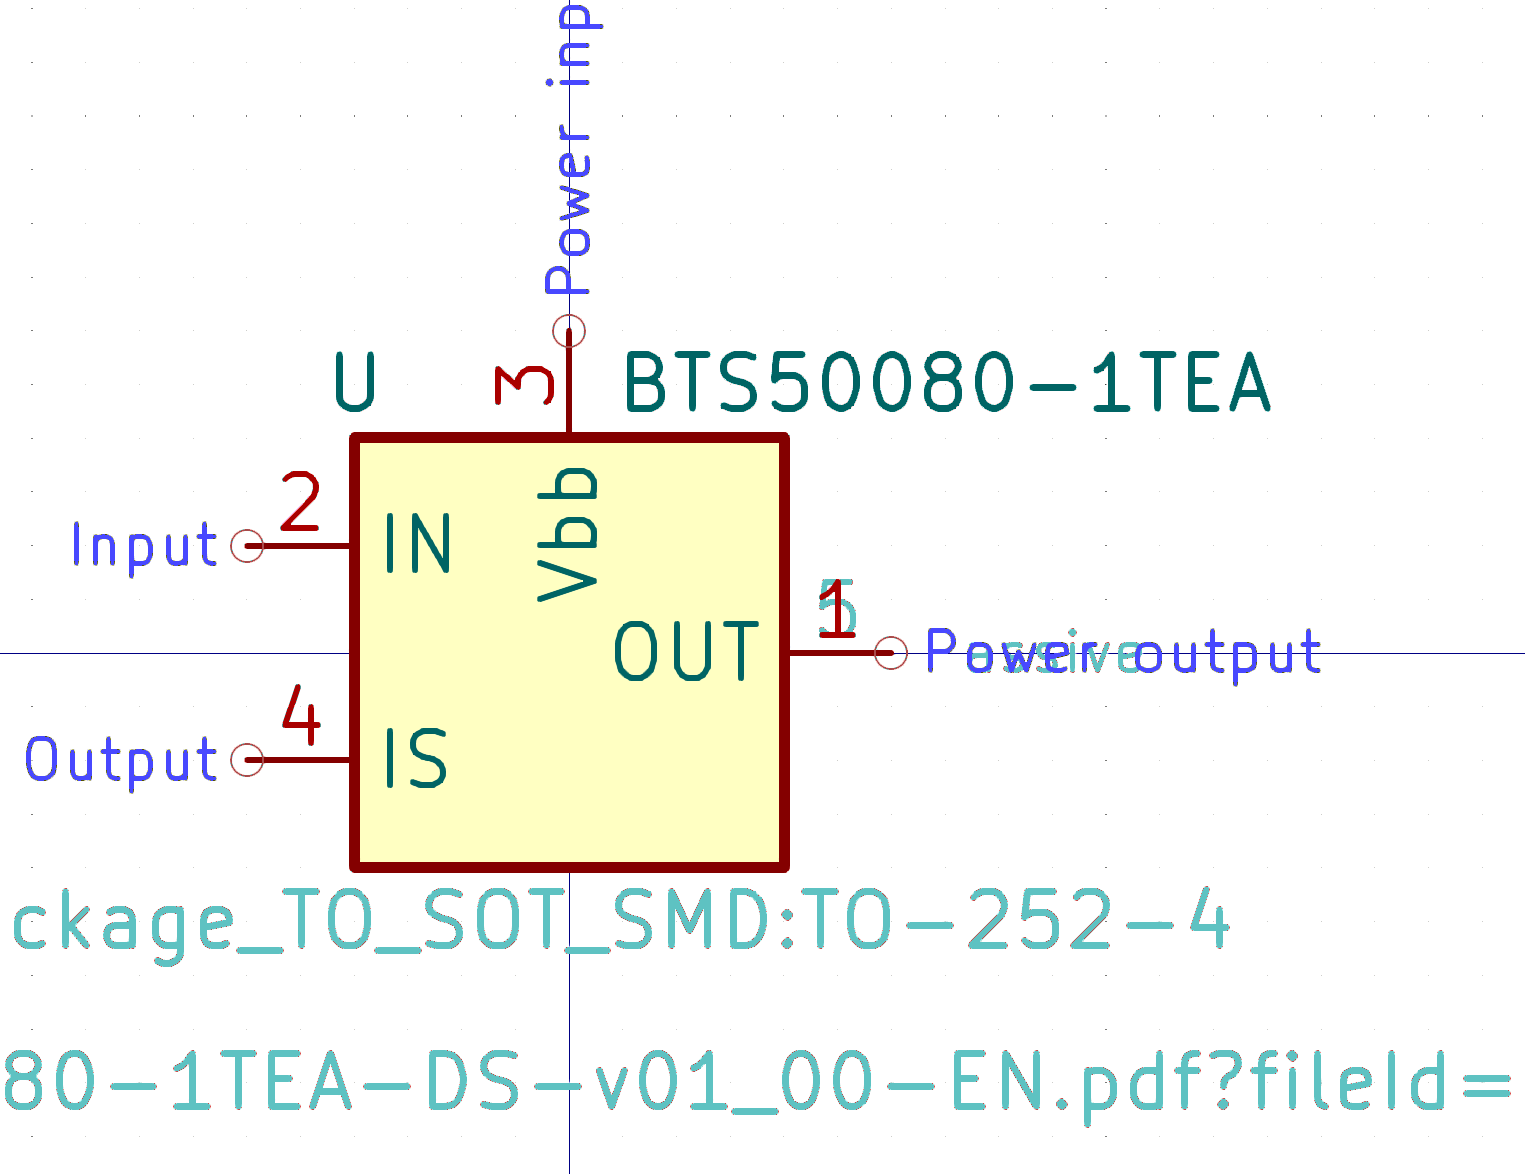 Power inp
U
3
BTS50080-1TEA
2
Input
IN
Vbb
5
1
OUT
Power output
4
Output
IS
ckage_TO_SOT_SMD:TO-252-4
80-1TEA-DS-v01_00-EN.pdf?fileId=